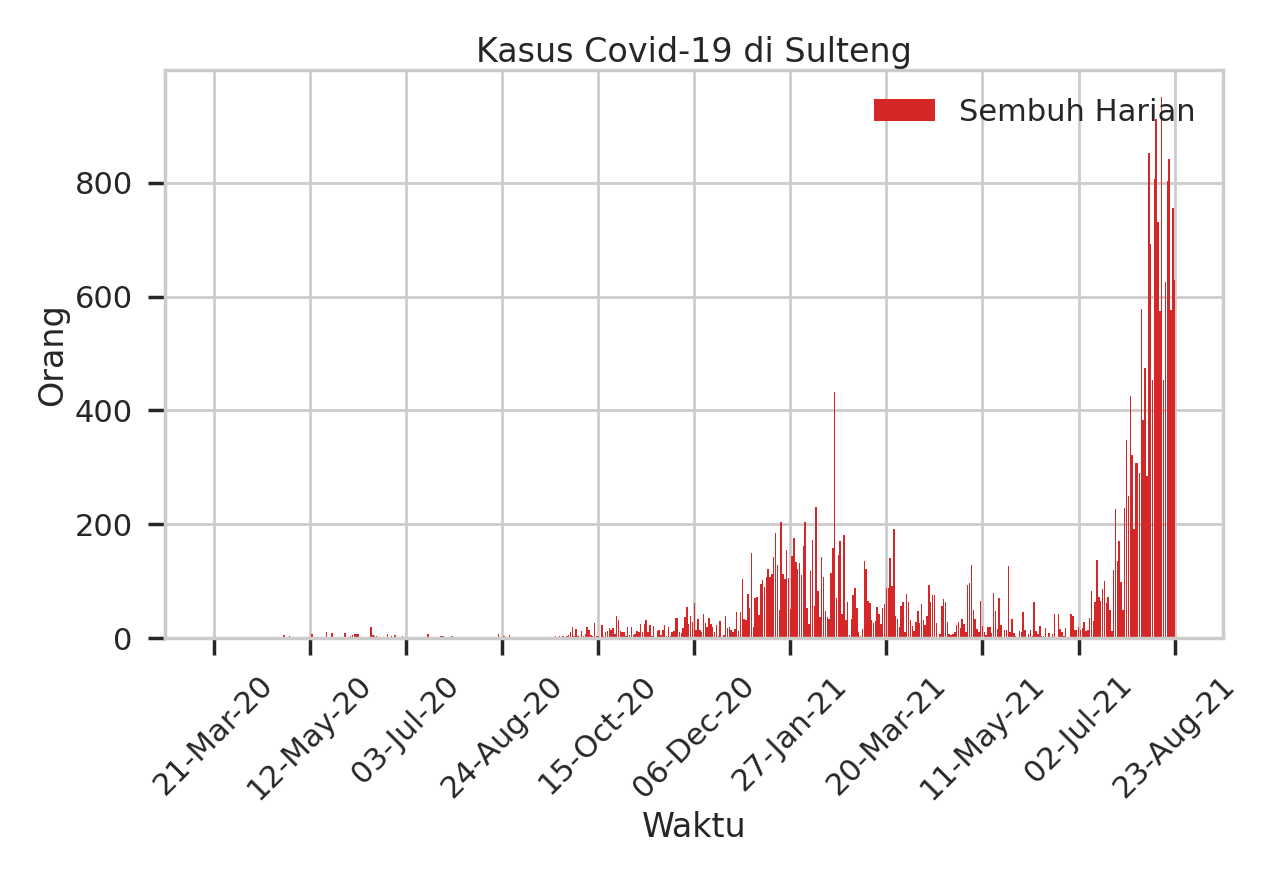 Kasus Covid-19 di Sulteng
Sembuh Harian
Orang
800
600
400
200
0
21-Mar-20
12-May-20
03-Jul-20
24-Aug-20
15-Oct-20
06-Dec-20
27-Jan-21
20-Mar-21
11-May-21
02-Jul-21
23-Aug-21
Waktu